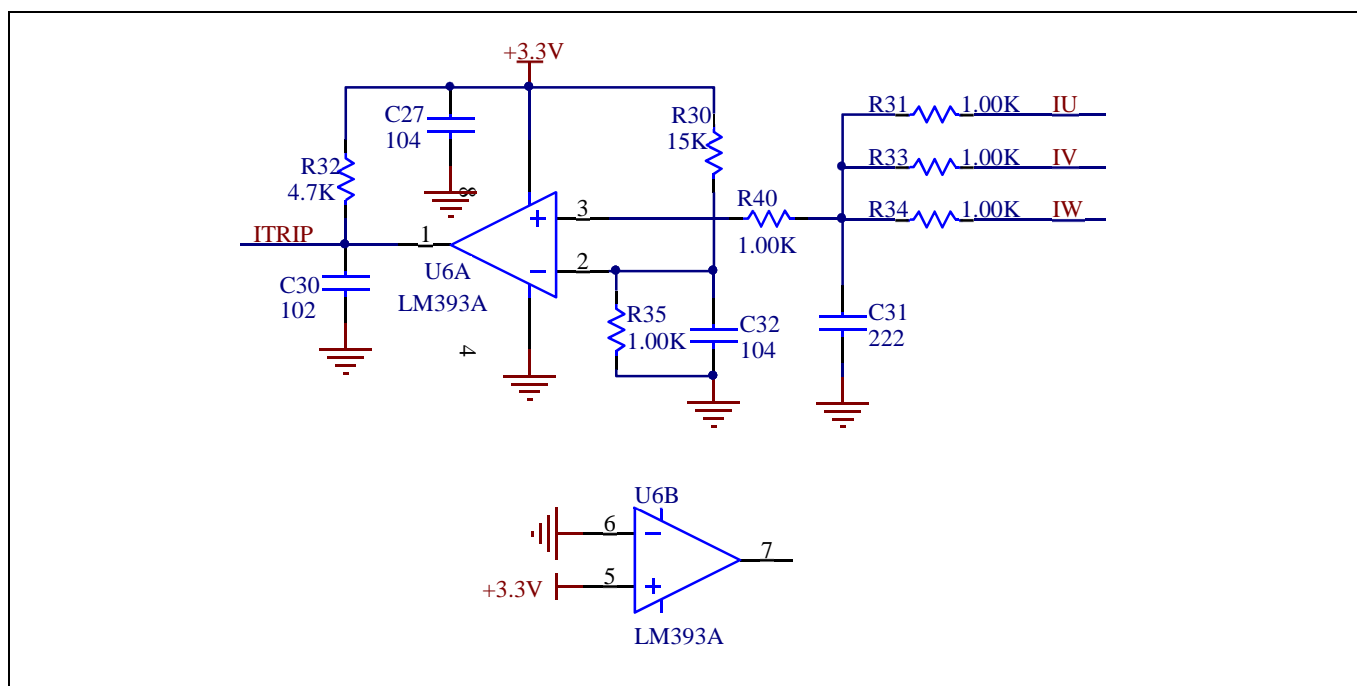 +3.3V
C27
104
R30
15K
R31 1.00K IU
R32
4.7K
R33 1.00K IV
8
R40
1.00K
R34 1.00K IW
3
ITRIP
1
2
U6A
LM393A
C30
102
R35
1.00K
C32
104
C31
222
4
U6B
6
7
+3.3V
5
LM393A